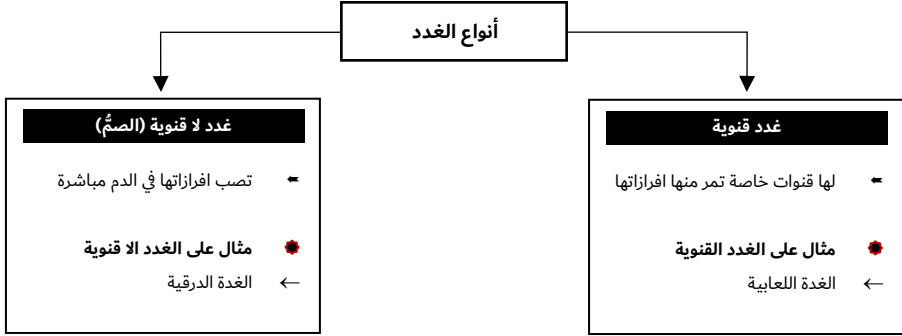 أنواع الغدد
غدد قنوية
لها قنوات خاصة تمر منها افرازاتها
مثال على الغدد القنوية
الغدة اللعابية
غدد لا قنوية (الصمُّ)
تصب افرازاتها في الدم مباشرة
مثال على الغدد الا قنوية
الغدة الدرقية